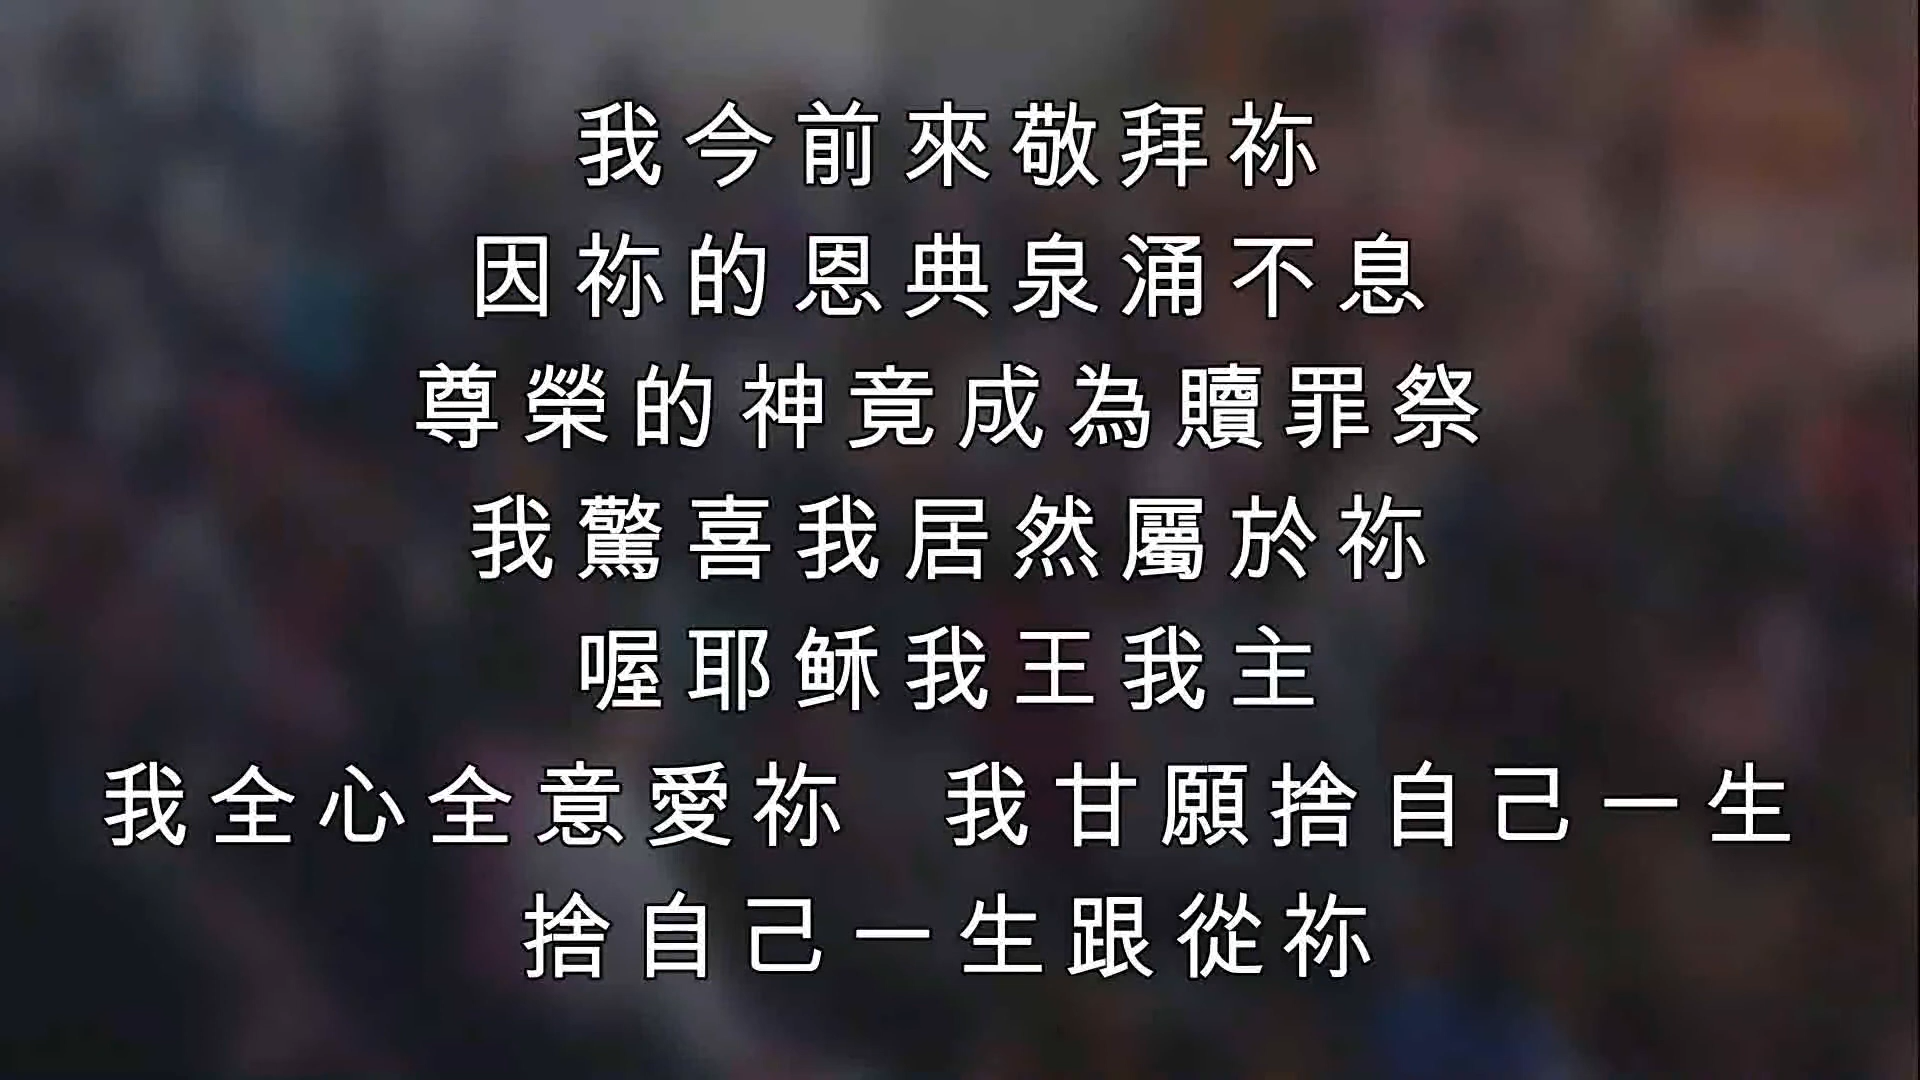 我今前來敬拜祢
因祢的恩典泉涌不息
尊榮的神竟成為贖罪祭
我驚喜我居然屬於祢
喔耶穌我王我主
我全心全意愛祢 我甘願捨自己一生
捨自己一生跟從祢